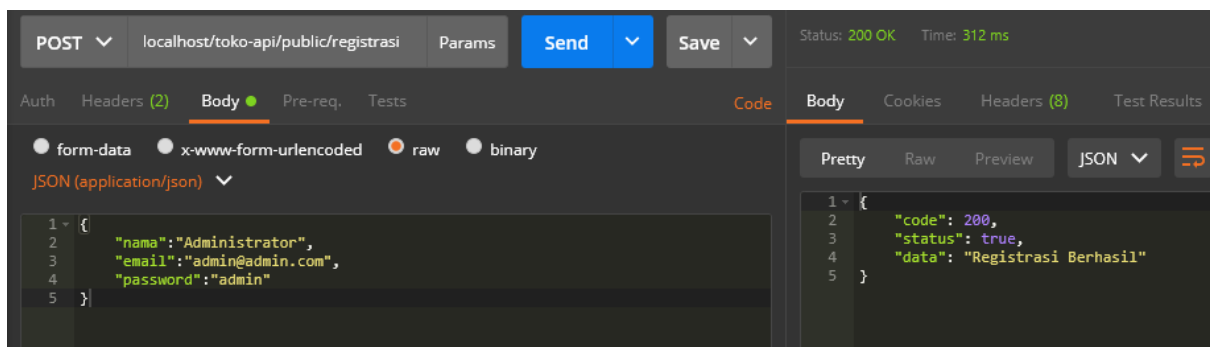 POST localhost/toko-api/public/registrasi Params Send Save
Auth Headers (2) Body Pre-req. Tests Code
form-data x-www-form-urlencoded raw binary
JSON (application/json)
1 {
2 "nama":"Administrator",
3 "email":"admin@admin.com",
4 "password":"admin"
5 }
Status: 200 OK Time: 312 ms
Body Cookies Headers (8) Test Results
Pretty Raw Preview JSON
1 {
2 "code": 200,
3 "status": true,
4 "data": "Registrasi Berhasil"
5 }